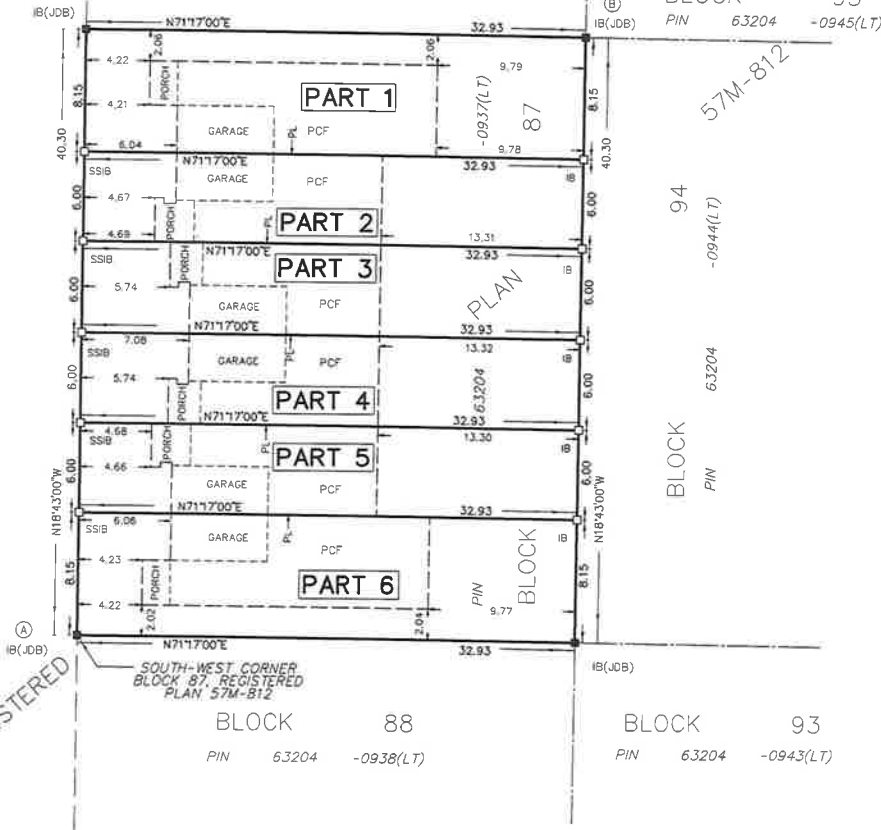 IB(JDB)
N71°17'00"E
32.93
B
IB(JDB)
BLOCK 95
PIN 63204 -0945(LT)
57M-812
2.06
2.06
4.22
9.79
PORCH
PART 1
-0937(LT)
87
8.15
8.15
4.21
40.30
40.30
GARAGE
PL
PCF
6.04
9.78
N71°17'00"E
32.93
SSIB
GARAGE
PCF
IB
6.00
6.00
4.67
PORCH
PART 2
4.69
PL
13.31
94
-0944(LT)
N71°17'00"E
32.93
SSIB
PORCH
PART 3
IB
6.00
6.00
5.74
PLAN
GARAGE
PCF
N71°17'00"E
32.93
7.08
PL
13.32
SSIB
GARAGE
PCF
IB
6.00
6.00
5.74
63204
63204
PORCH
PART 4
N71°17'00"E
32.93
4.68
PL
13.30
SSIB
PORCH
PART 5
IB
6.00
6.00
4.66
GARAGE
PCF
BLOCK
PIN
N71°17'00"E
32.93
6.06
SSIB
GARAGE
PL
PCF
BLOCK
IB
N18°43'00"W
N18°43'00"W
4.23
8.15
8.15
PORCH
PART 6
PIN
4.22
9.77
2.02
2.04
A
IB(JDB)
N71°17'00"E
32.93
IB(JDB)
SOUTH-WEST CORNER
BLOCK 87, REGISTERED
PLAN 57M-812
STERED
BLOCK 88
PIN 63204 -0938(LT)
BLOCK 93
PIN 63204 -0943(LT)